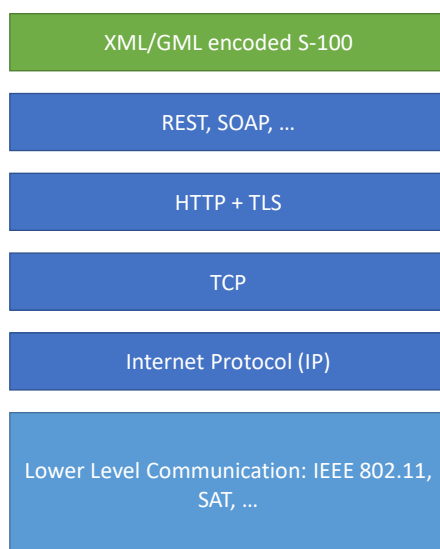 XML/GML encoded S-100
REST, SOAP, ...
HTTP + TLS
TCP
Internet Protocol (IP)
Lower Level Communication: IEEE 802.11,
SAT, ...